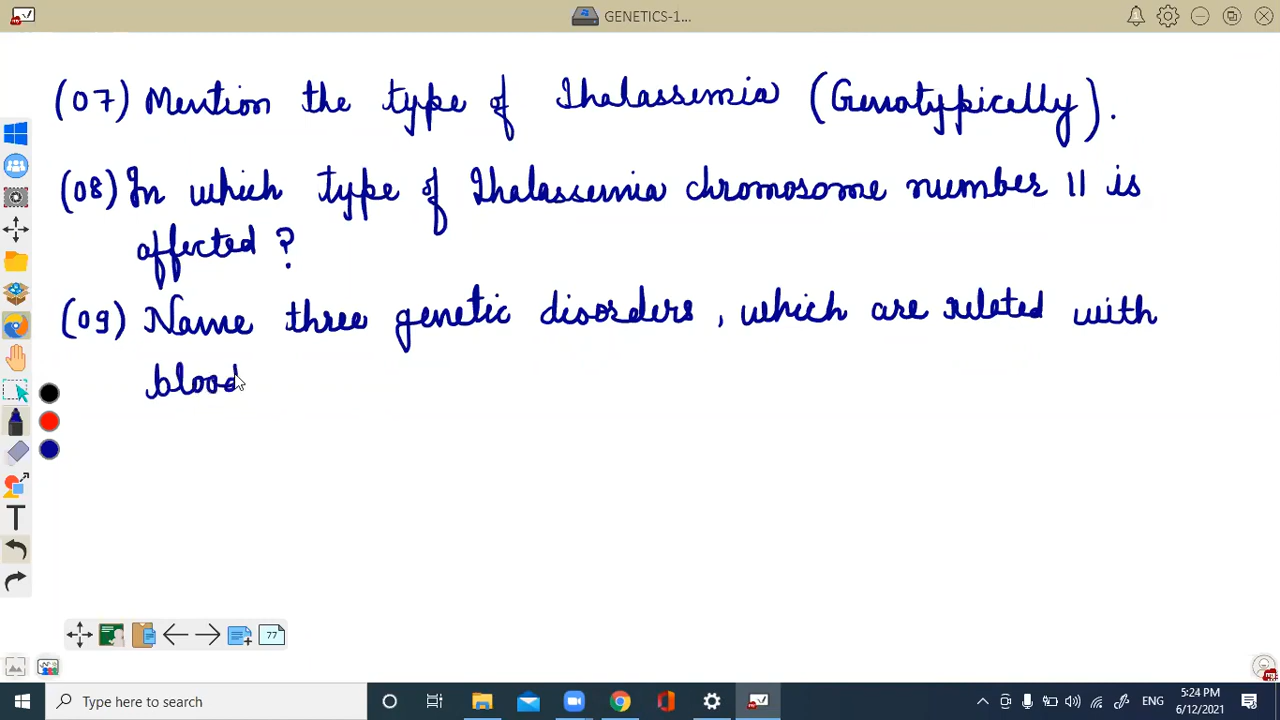 GENETICS-1...
(07) Mention the type of Thalassemia (Genotypicelly).
(08) In which type of Thalassemia chromosome number 11 is
affected ?
(09) Name three genetic disorders, which are related with
blood
77
Type here to search
ENG
5:24 PM
6/12/2021